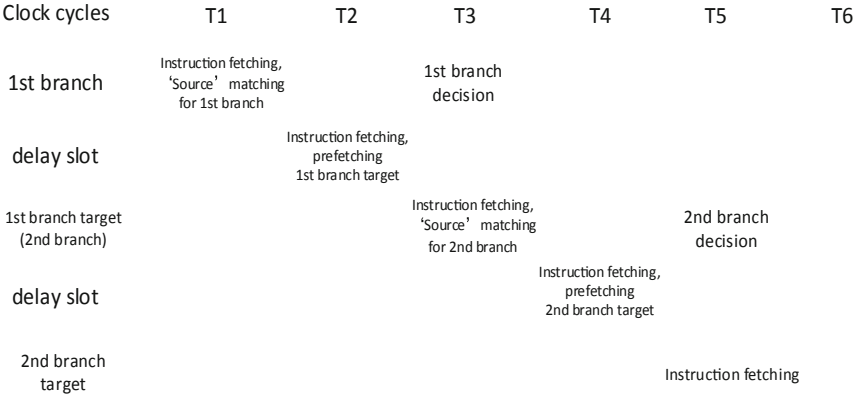 Clock cycles T1 T2 T3 T4 T5 T6
1st branch
Instruction fetching,
‘Source’ matching
for 1st branch
1st branch
decision
delay slot
Instruction fetching,
prefetching
1st branch target
1st branch target
(2nd branch)
Instruction fetching,
‘Source’ matching
for 2nd branch
2nd branch
decision
delay slot
Instruction fetching,
prefetching
2nd branch target
2nd branch
target
Instruction fetching